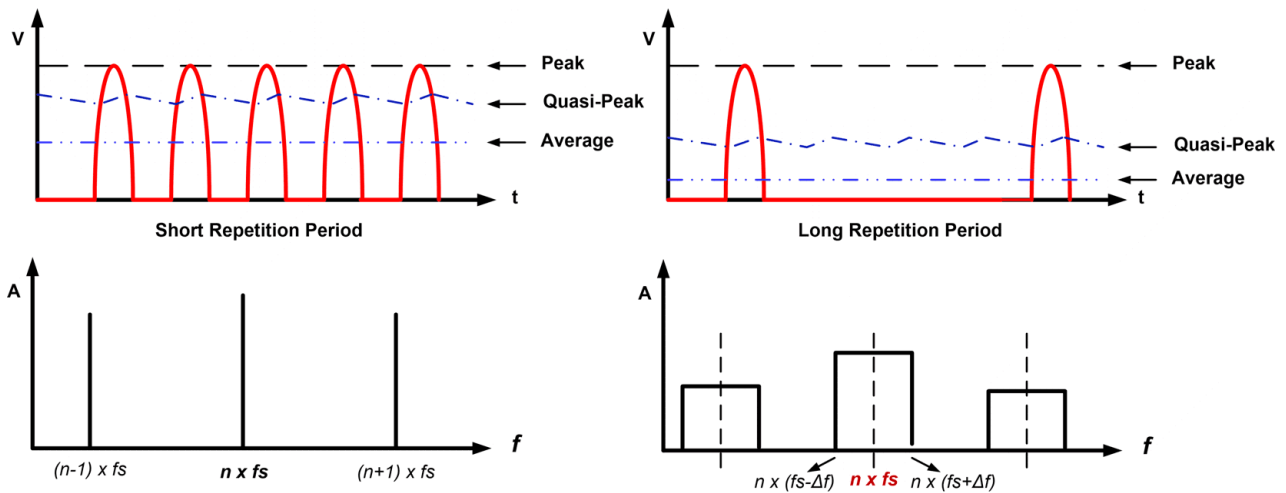 V
Peak
Quasi-Peak
Average
t
Short Repetition Period
V
Peak
Quasi-Peak
Average
t
Long Repetition Period
A
f
(n-1) x fs
n x fs
(n+1) x fs
A
f
n x (fs-Δf)
n x fs
n x (fs+Δf)